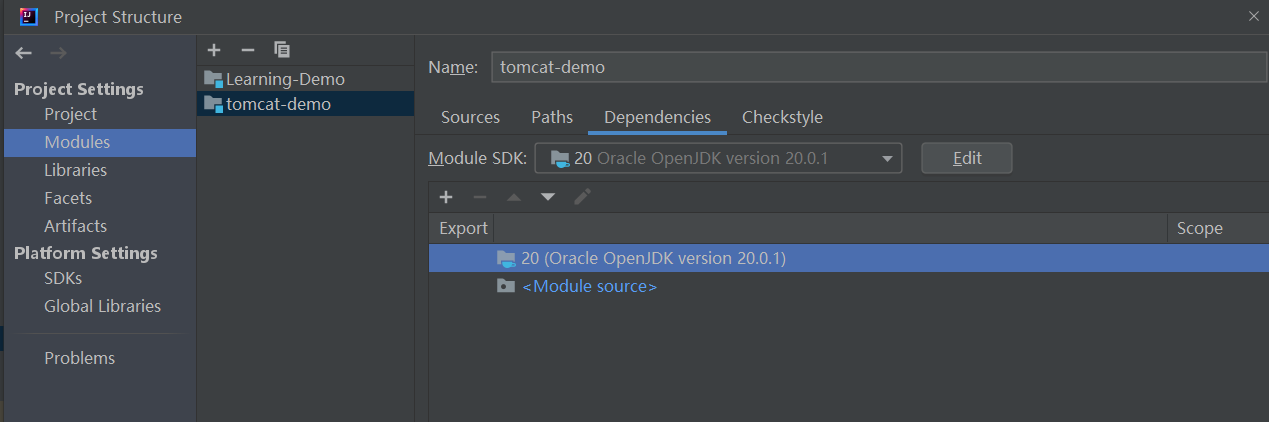 Project Structure
Project Settings
Project
Modules
Libraries
Facets
Artifacts
Platform Settings
SDKs
Global Libraries
Problems
Learning-Demo
tomcat-demo
Name: tomcat-demo
Sources Paths Dependencies Checkstyle
Module SDK: 20 Oracle OpenJDK version 20.0.1 Edit
Export Scope
20 (Oracle OpenJDK version 20.0.1)
<Module source>